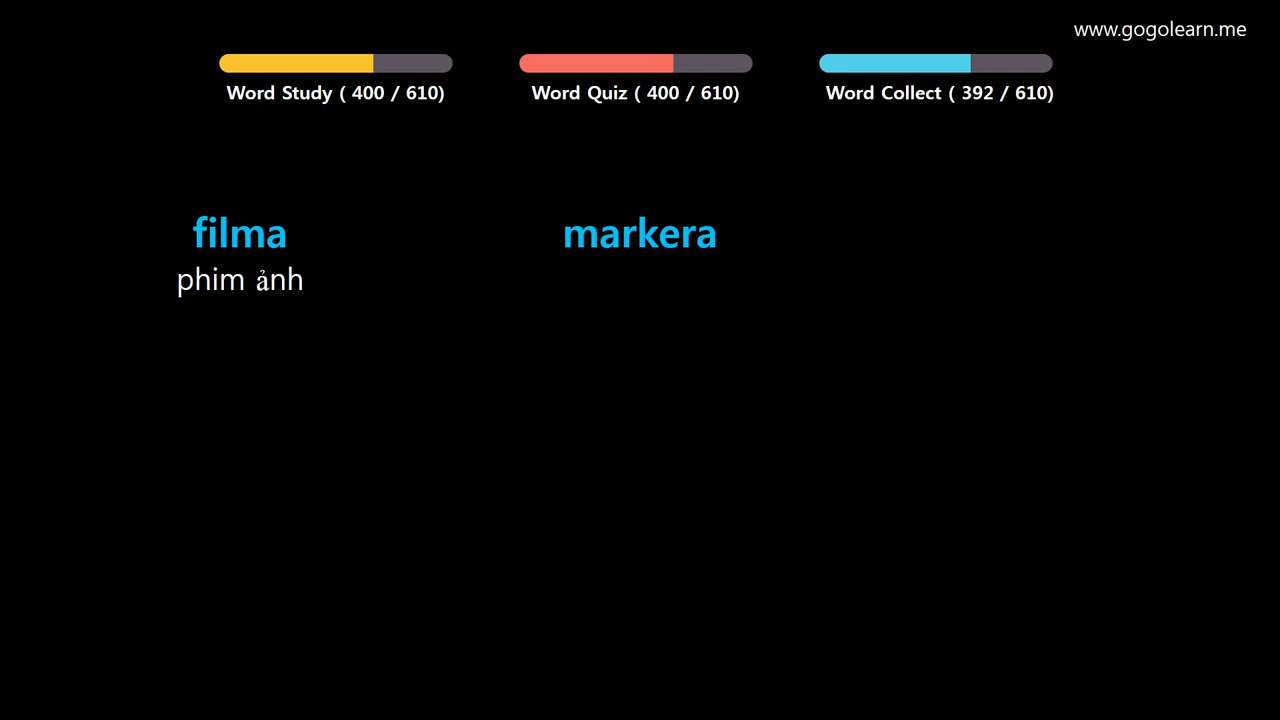 www.gogolearn.me
Word Study ( 400 / 610)
Word Quiz ( 400 / 610)
Word Collect ( 392 / 610)
filma
phim ảnh
markera